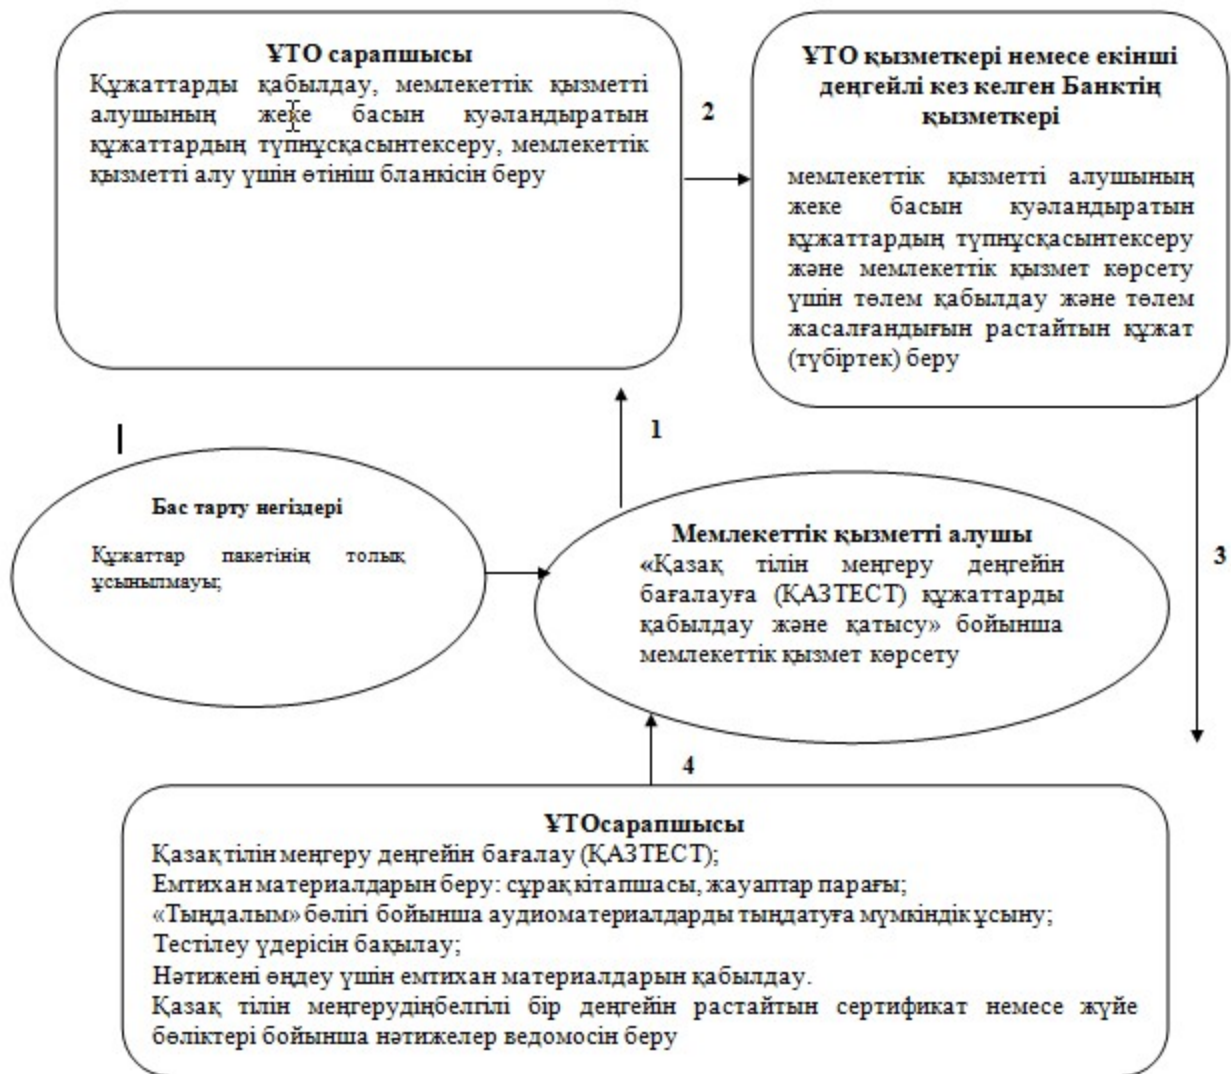 ҰТО сарапшысы
Құжаттарды қабылдау, мемлекеттік қызметті
алушының жеке басын куәландыратын
құжаттардың түпнұсқасынтексеру, мемлекеттік
қызметті алу үшін өтініш бланкісін беру
2
ҰТО қызметкері немесе екінші
деңгейлі кез келген Банктің
қызметкері
мемлекеттік қызметті алушының
жеке басын куәландыратын
құжаттардың түпнұсқасынтексеру
және мемлекеттік қызмет көрсету
үшін төлем қабылдау және төлем
жасалғандығын растайтын құжат
(түбіртек) беру
1
Бас тарту негіздері
Құжаттар пакетінің толық
ұсынылмауы;
Мемлекеттік қызметті алушы
«Қазақ тілін меңгеру деңгейін
бағалауға (ҚАЗТЕСТ) құжаттарды
қабылдау және қатысу» бойынша
мемлекеттік қызмет көрсету
3
4
ҰТОсарапшысы
Қазақ тілін меңгеру деңгейін бағалау (ҚАЗТЕСТ);
Емтихан материалдарын беру: сұрақ кітапшасы, жауаптар парағы;
«Тыңдалым» бөлігі бойынша аудиоматериалдарды тыңдатуға мүмкіндік ұсыну;
Тестілеу үдерісін бақылау;
Нәтижені өңдеу үшін емтихан материалдарын қабылдау.
Қазақ тілін меңгерудіңбелгілі бір деңгейін растайтын сертификат немесе жүйе
бөліктері бойынша нәтижелер ведомосін беру